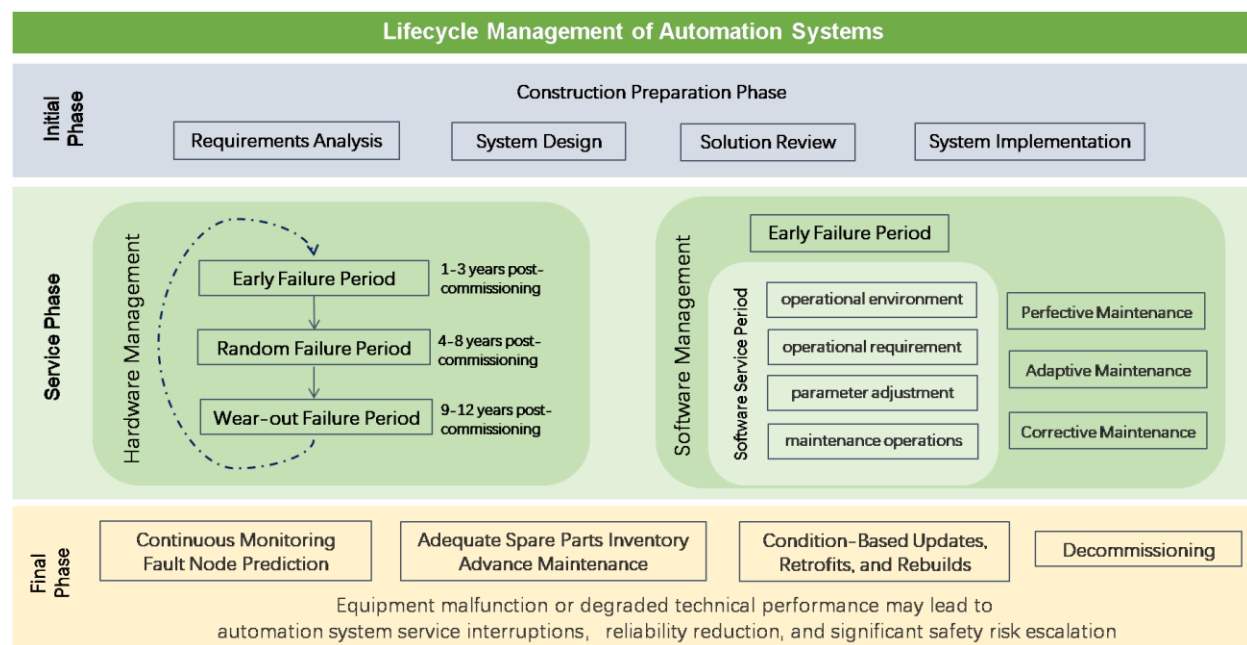 Lifecycle Management of Automation Systems
Initial
Phase
Construction Preparation Phase
Requirements Analysis
System Design
Solution Review
System Implementation
Service Phase
Hardware Management
Early Failure Period
1-3 years post-
commissioning
Random Failure Period
4-8 years post-
commissioning
Wear-out Failure Period
9-12 years post-
commissioning
Software Management
Early Failure Period
Software Service Period
operational environment
operational requirement
parameter adjustment
maintenance operations
Perfective Maintenance
Adaptive Maintenance
Corrective Maintenance
Final
Phase
Continuous Monitoring
Fault Node Prediction
Adequate Spare Parts Inventory
Advance Maintenance
Condition-Based Updates,
Retrofits, and Rebuilds
Decommissioning
Equipment malfunction or degraded technical performance may lead to
automation system service interruptions, reliability reduction, and significant safety risk escalation